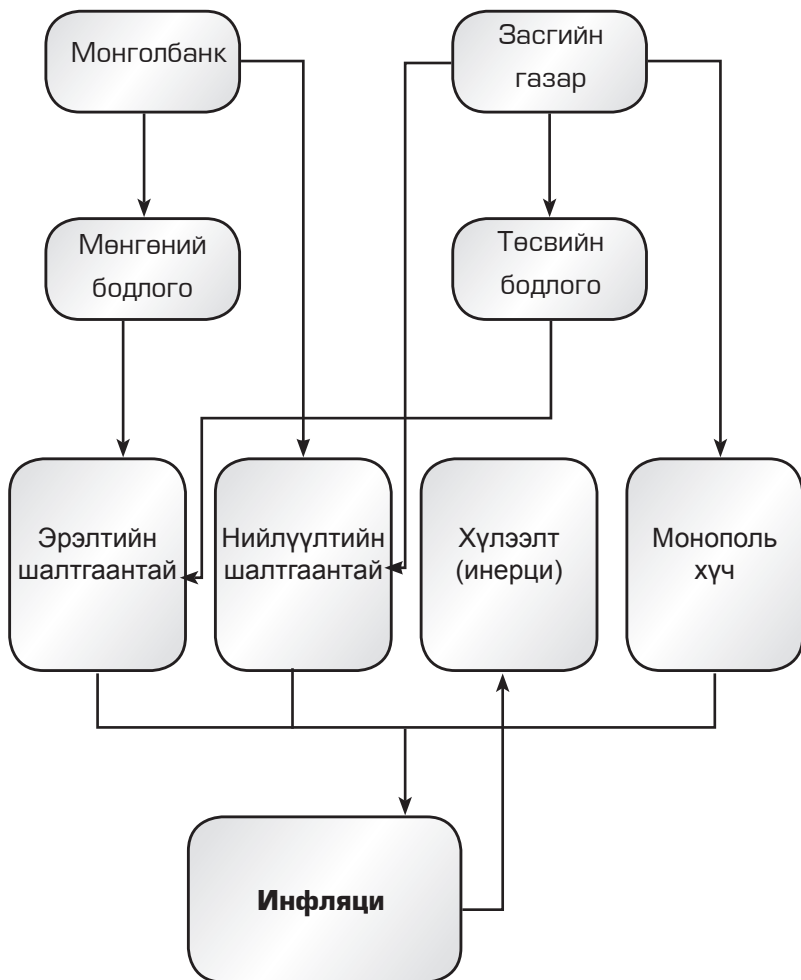 Монголбанк
Засгийн
газар
Мөнгөний
бодлого
Төсвийн
бодлого
Эрэлтийн
шалтгаантай
Нийлүүлтийн
шалтгаантай
Хүлээлт
(инерци)
Монополь
хүч
Инфляци